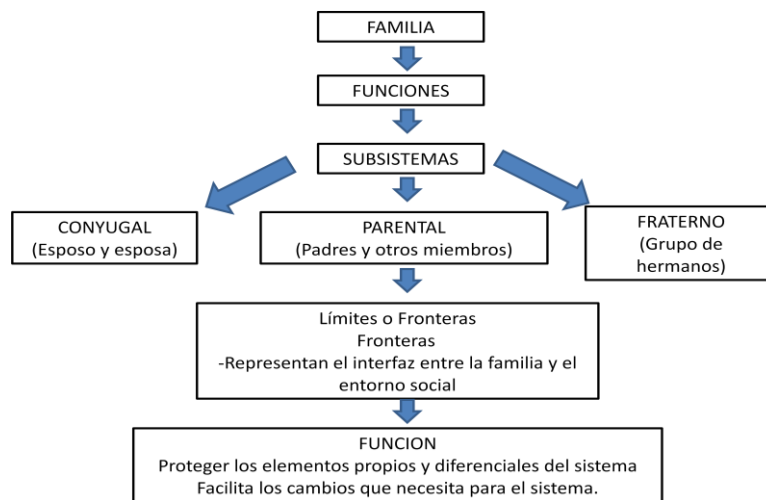 FAMILIA
FUNCIONES
SUBSISTEMAS
CONYUGAL
(Esposo y esposa)
PARENTAL
(Padres y otros miembros)
FRATERNO
(Grupo de
hermanos)
Límites o Fronteras
Fronteras
-Representan el interfaz entre la familia y el
entorno social
FUNCION
Proteger los elementos propios y diferenciales del sistema
Facilita los cambios que necesita para el sistema.